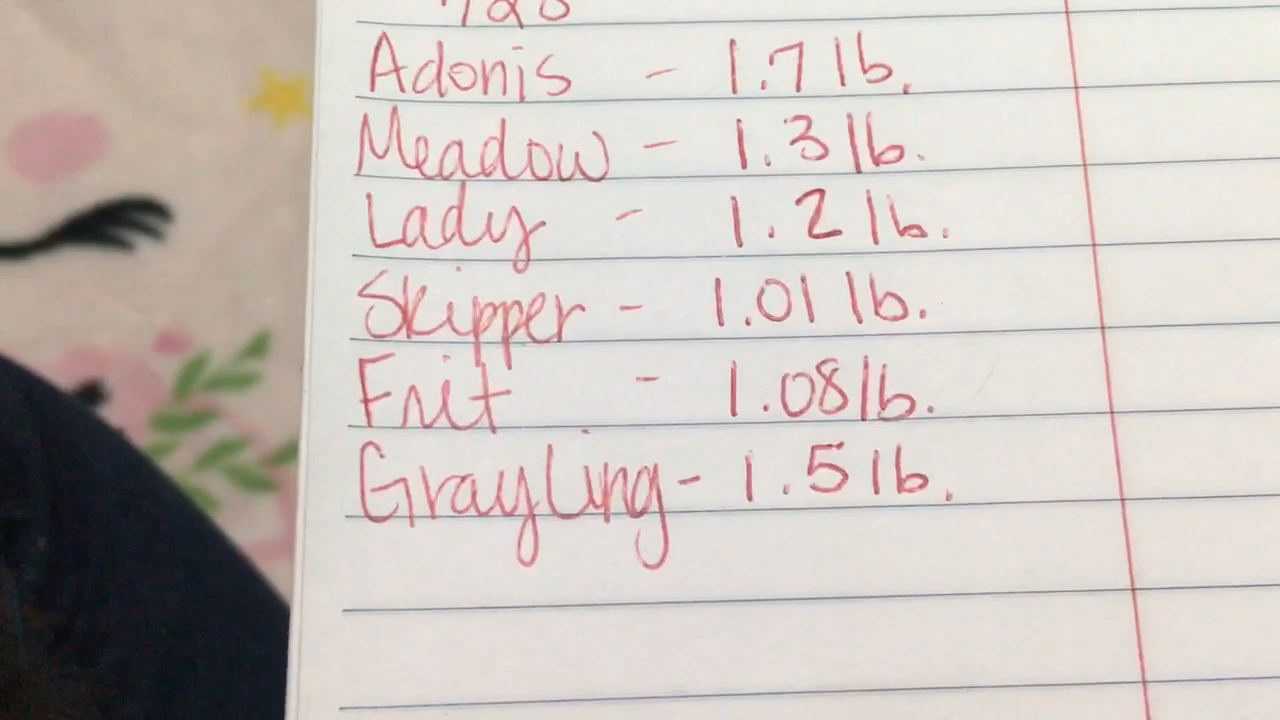 Adonis - 1.7 lb.
Meadow - 1.3 lb.
Lady - 1.2 lb.
Skipper - 1.01 lb.
Frit - 1.08 lb.
Grayling - 1.5 lb.